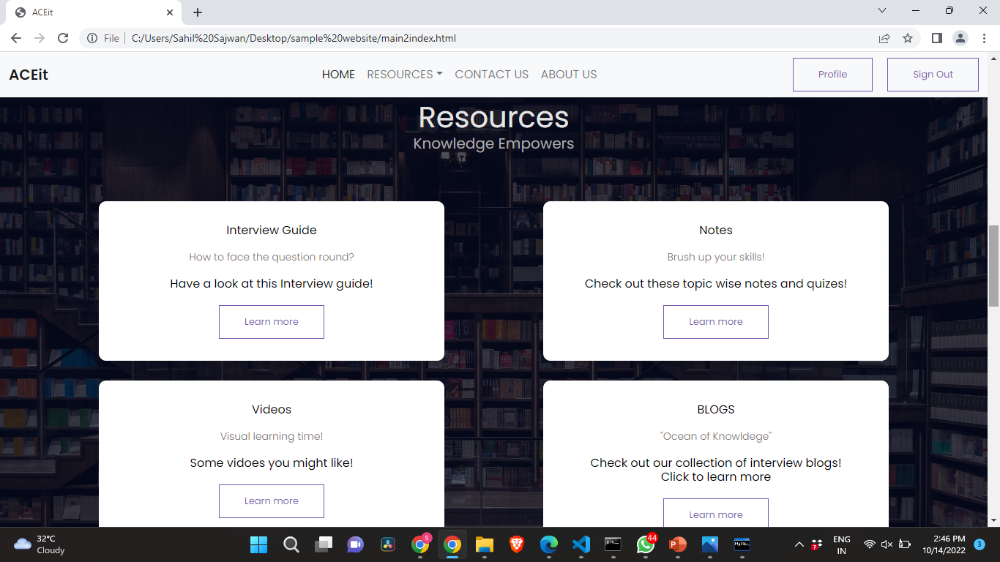 ACEit
File
C:/Users/Sahil%20Sajwan/Desktop/sample%20website/main2index.html
ACEit
HOME RESOURCES CONTACT US ABOUT US
Profile
Sign Out
Resources
Knowledge Empowers
Interview Guide
How to face the question round?
Have a look at this Interview guide!
Learn more
Notes
Brush up your skills!
Check out these topic wise notes and quizes!
Learn more
Videos
Visual learning time!
Some vidoes you might like!
Learn more
BLOGS
"Ocean of Knowldege"
Check out our collection of interview blogs!
Click to learn more
Learn more
32°C
Cloudy
S
44
7
ENG
IN
2:46 PM
10/14/2022
3